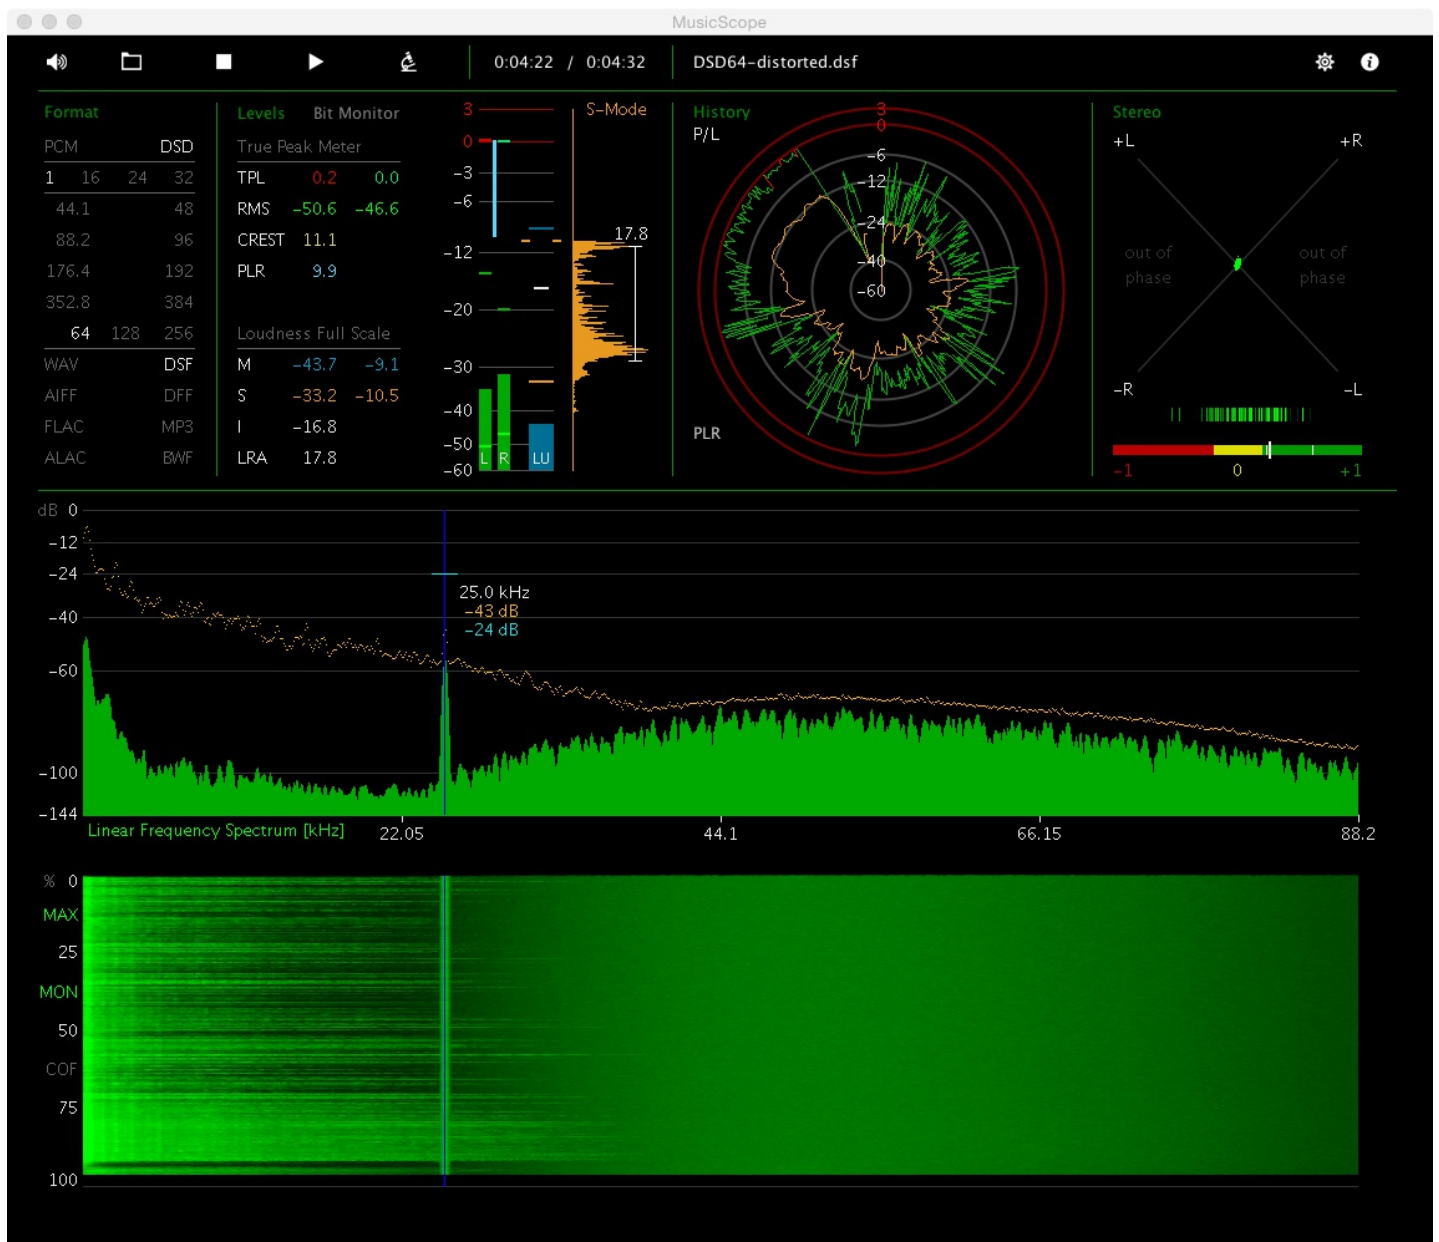 MusicScope
0:04:22 / 0:04:32 DSD64-distorted.dsf
Format
PCM DSD
1 16 24 32
44.1 48
88.2 96
176.4 192
352.8 384
64 128 256
WAV DSF
AIFF DFF
FLAC MP3
ALAC BWF
Levels Bit Monitor
True Peak Meter
TPL 0.2 0.0
RMS -50.6 -46.6
CREST 11.1
PLR 9.9
Loudness Full Scale
M -43.7 -9.1
S -33.2 -10.5
I -16.8
LRA 17.8
3
0
-3
-6
-12
-20
-30
-40
-50
-60
L R LU
S-Mode
17.8
History
P/L
3
0
-6
-12
-24
-40
-60
PLR
Stereo
+L +R
out of phase
out of phase
-R -L
-1 0 +1
dB 0
-12
-24
-40
-60
-100
-144
25.0 kHz
-43 dB
-24 dB
Linear Frequency Spectrum [kHz] 22.05 44.1 66.15 88.2
% 0
MAX
25
MON
50
COF
75
100